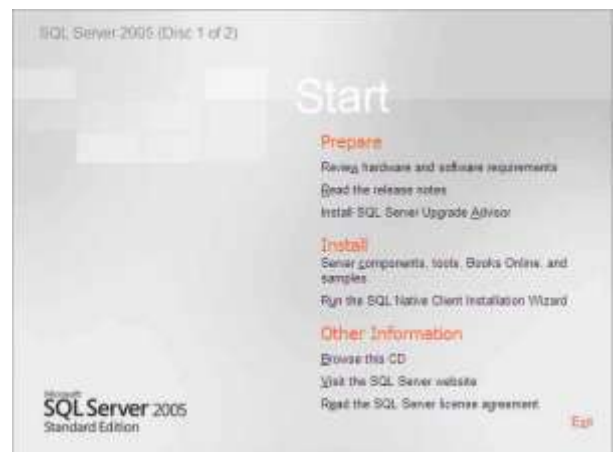 SQL Server 2005 (Disc 1 of 2)
Start
Prepare
Review hardware and software requirements
Read the release notes
Install SQL Server Upgrade Advisor
Install
Server components, tools, Books Online, and
samples
Run the SQL Native Client Installation Wizard
Other Information
Browse this CD
Visit the SQL Server website
Read the SQL Server license agreement
Exit
Microsoft
SQL Server 2005
Standard Edition